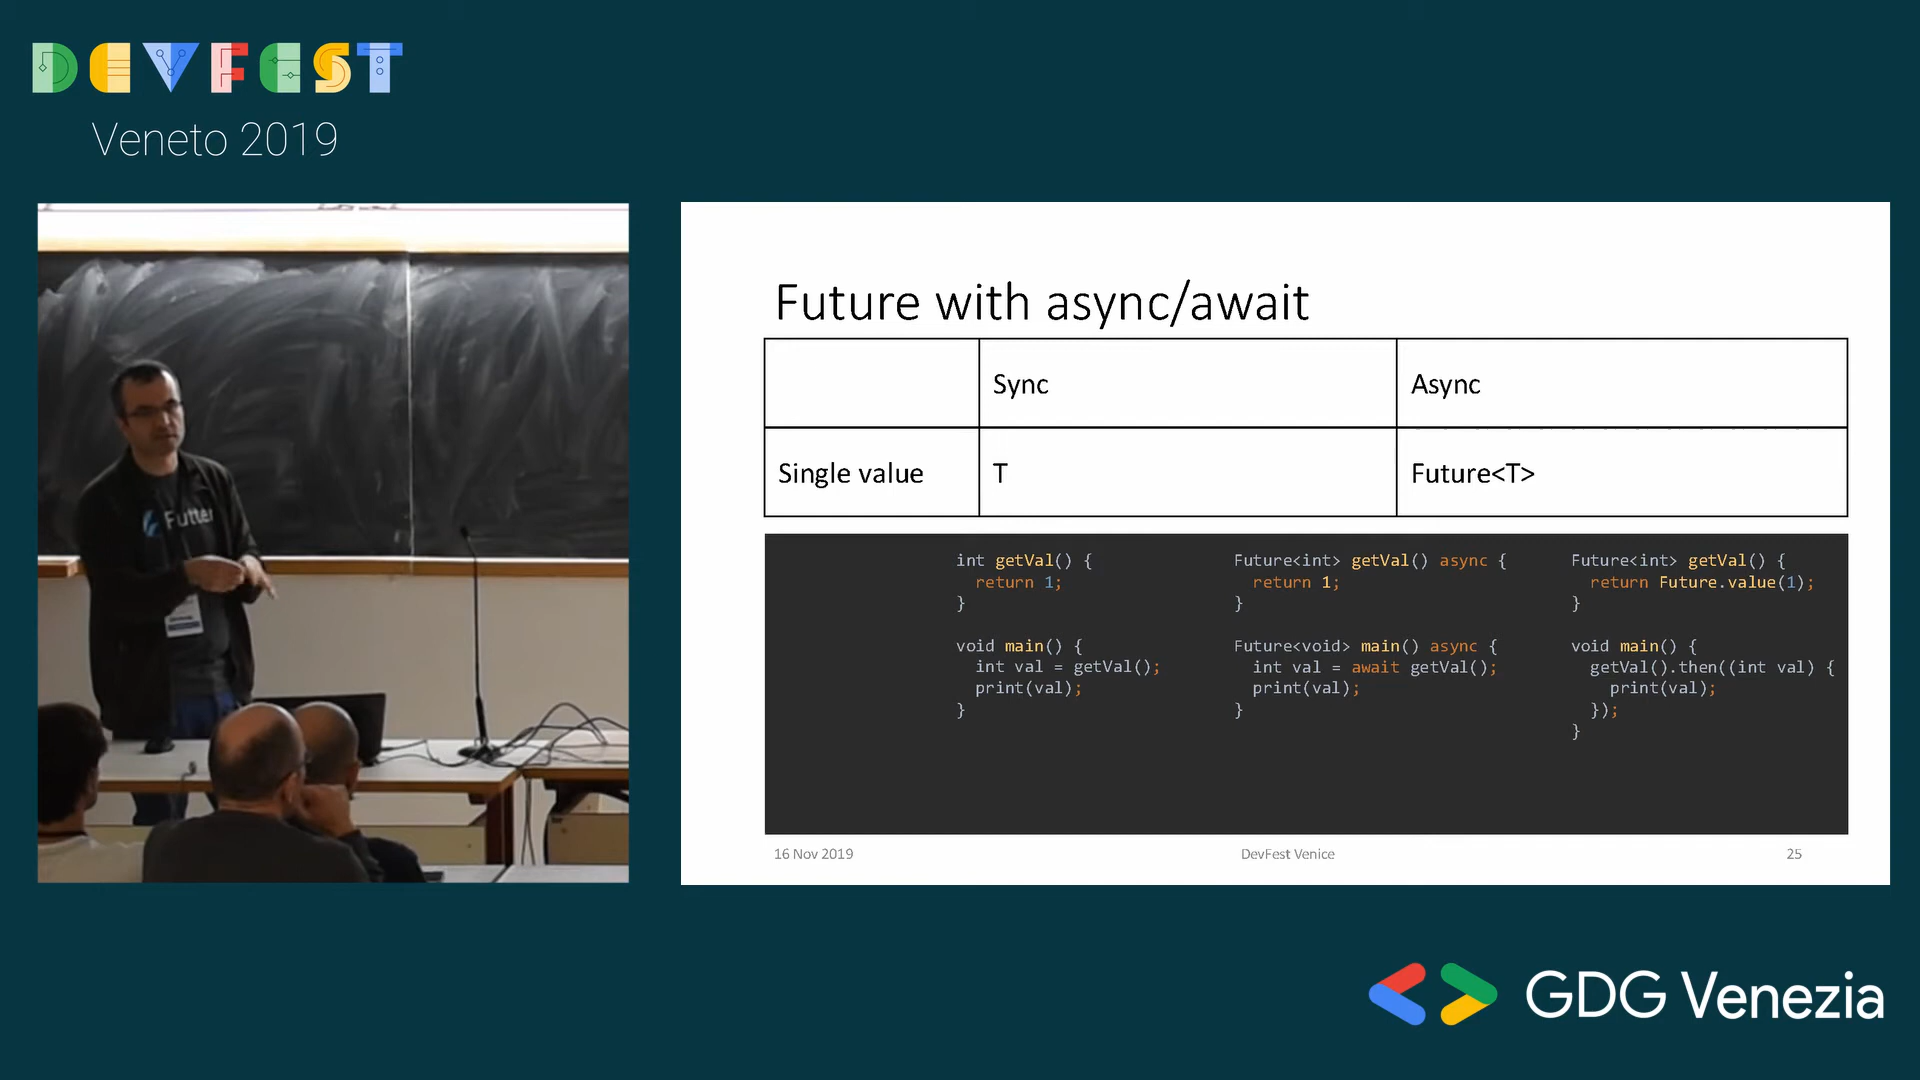 DEVFEST
Veneto 2019
Flutter
Future with async/await
Sync
Async
Single value
T
Future<T>
int getVal() {
  return 1;
}
void main() {
  int val = getVal();
  print(val);
}
Future<int> getVal() async {
  return 1;
}
Future<void> main() async {
  int val = await getVal();
  print(val);
}
Future<int> getVal() {
  return Future.value(1);
}
void main() {
  getVal().then((int val) {
    print(val);
  });
}
16 Nov 2019
DevFest Venice
25
GDG Venezia